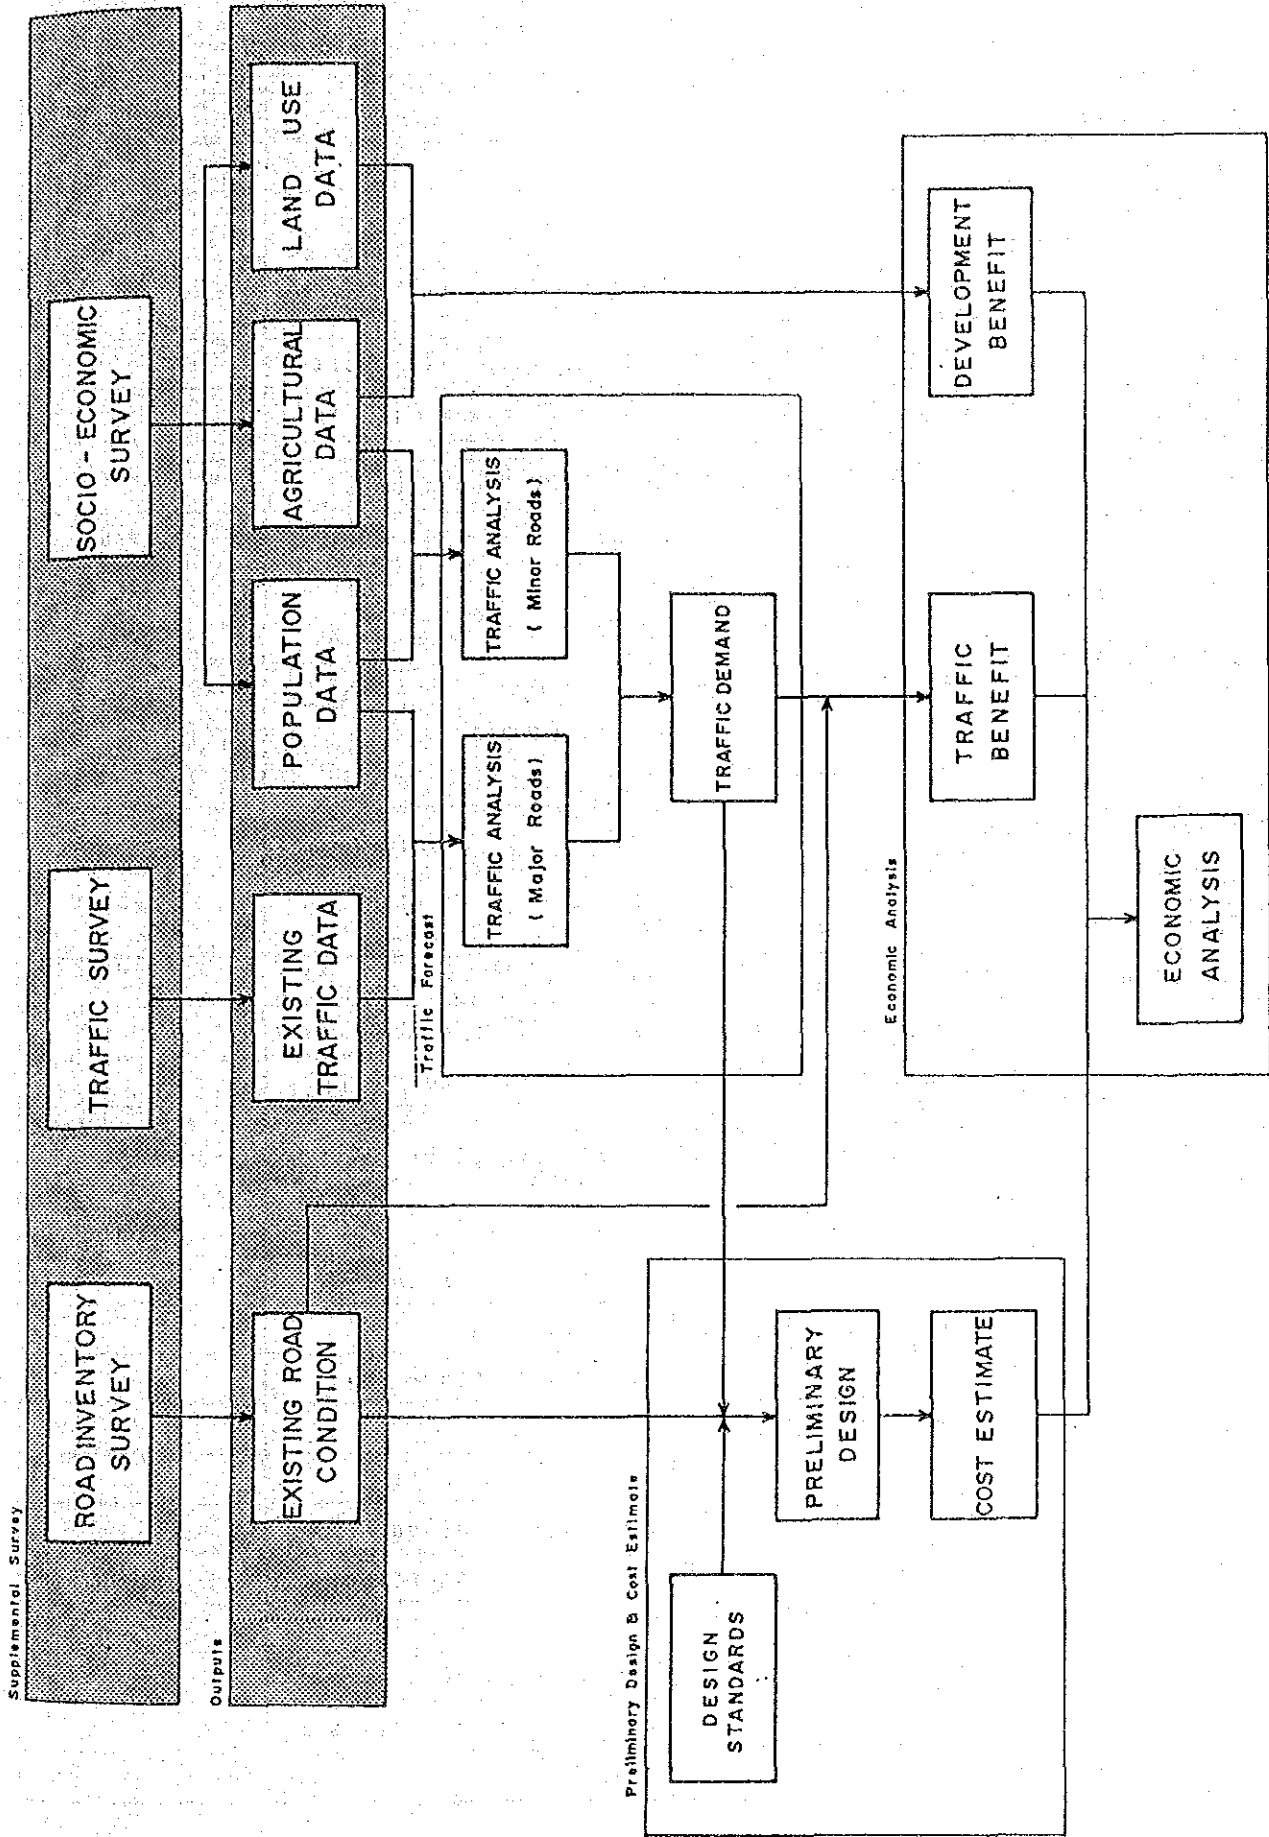 Supplemental Survey
ROAD INVENTORY
SURVEY
TRAFFIC SURVEY
SOCIO - ECONOMIC
SURVEY
Outputs
EXISTING ROAD
CONDITION
EXISTING
TRAFFIC DATA
POPULATION
DATA
AGRICULTURAL
DATA
LAND USE
DATA
Traffic Forecast
TRAFFIC ANALYSIS
( Major Roads)
TRAFFIC ANALYSIS
( Minor Roads)
TRAFFIC DEMAND
Preliminary Design & Cost Estimate
DESIGN
STANDARDS
PRELIMINARY
DESIGN
COST ESTIMATE
Economic Analysis
TRAFFIC
BENEFIT
DEVELOPMENT
BENEFIT
ECONOMIC
ANALYSIS